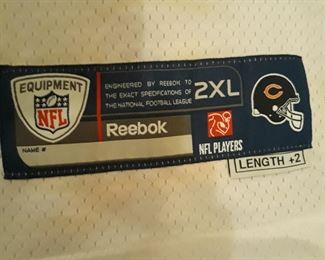 EQUIPMENT
NFL
ENGINEERED BY REEBOK TO
THE EXACT SPECIFICATIONS OF
THE NATIONAL FOOTBALL LEAGUE
2XL
C
Reebok
NAME #
NFL PLAYERS
LENGTH +2